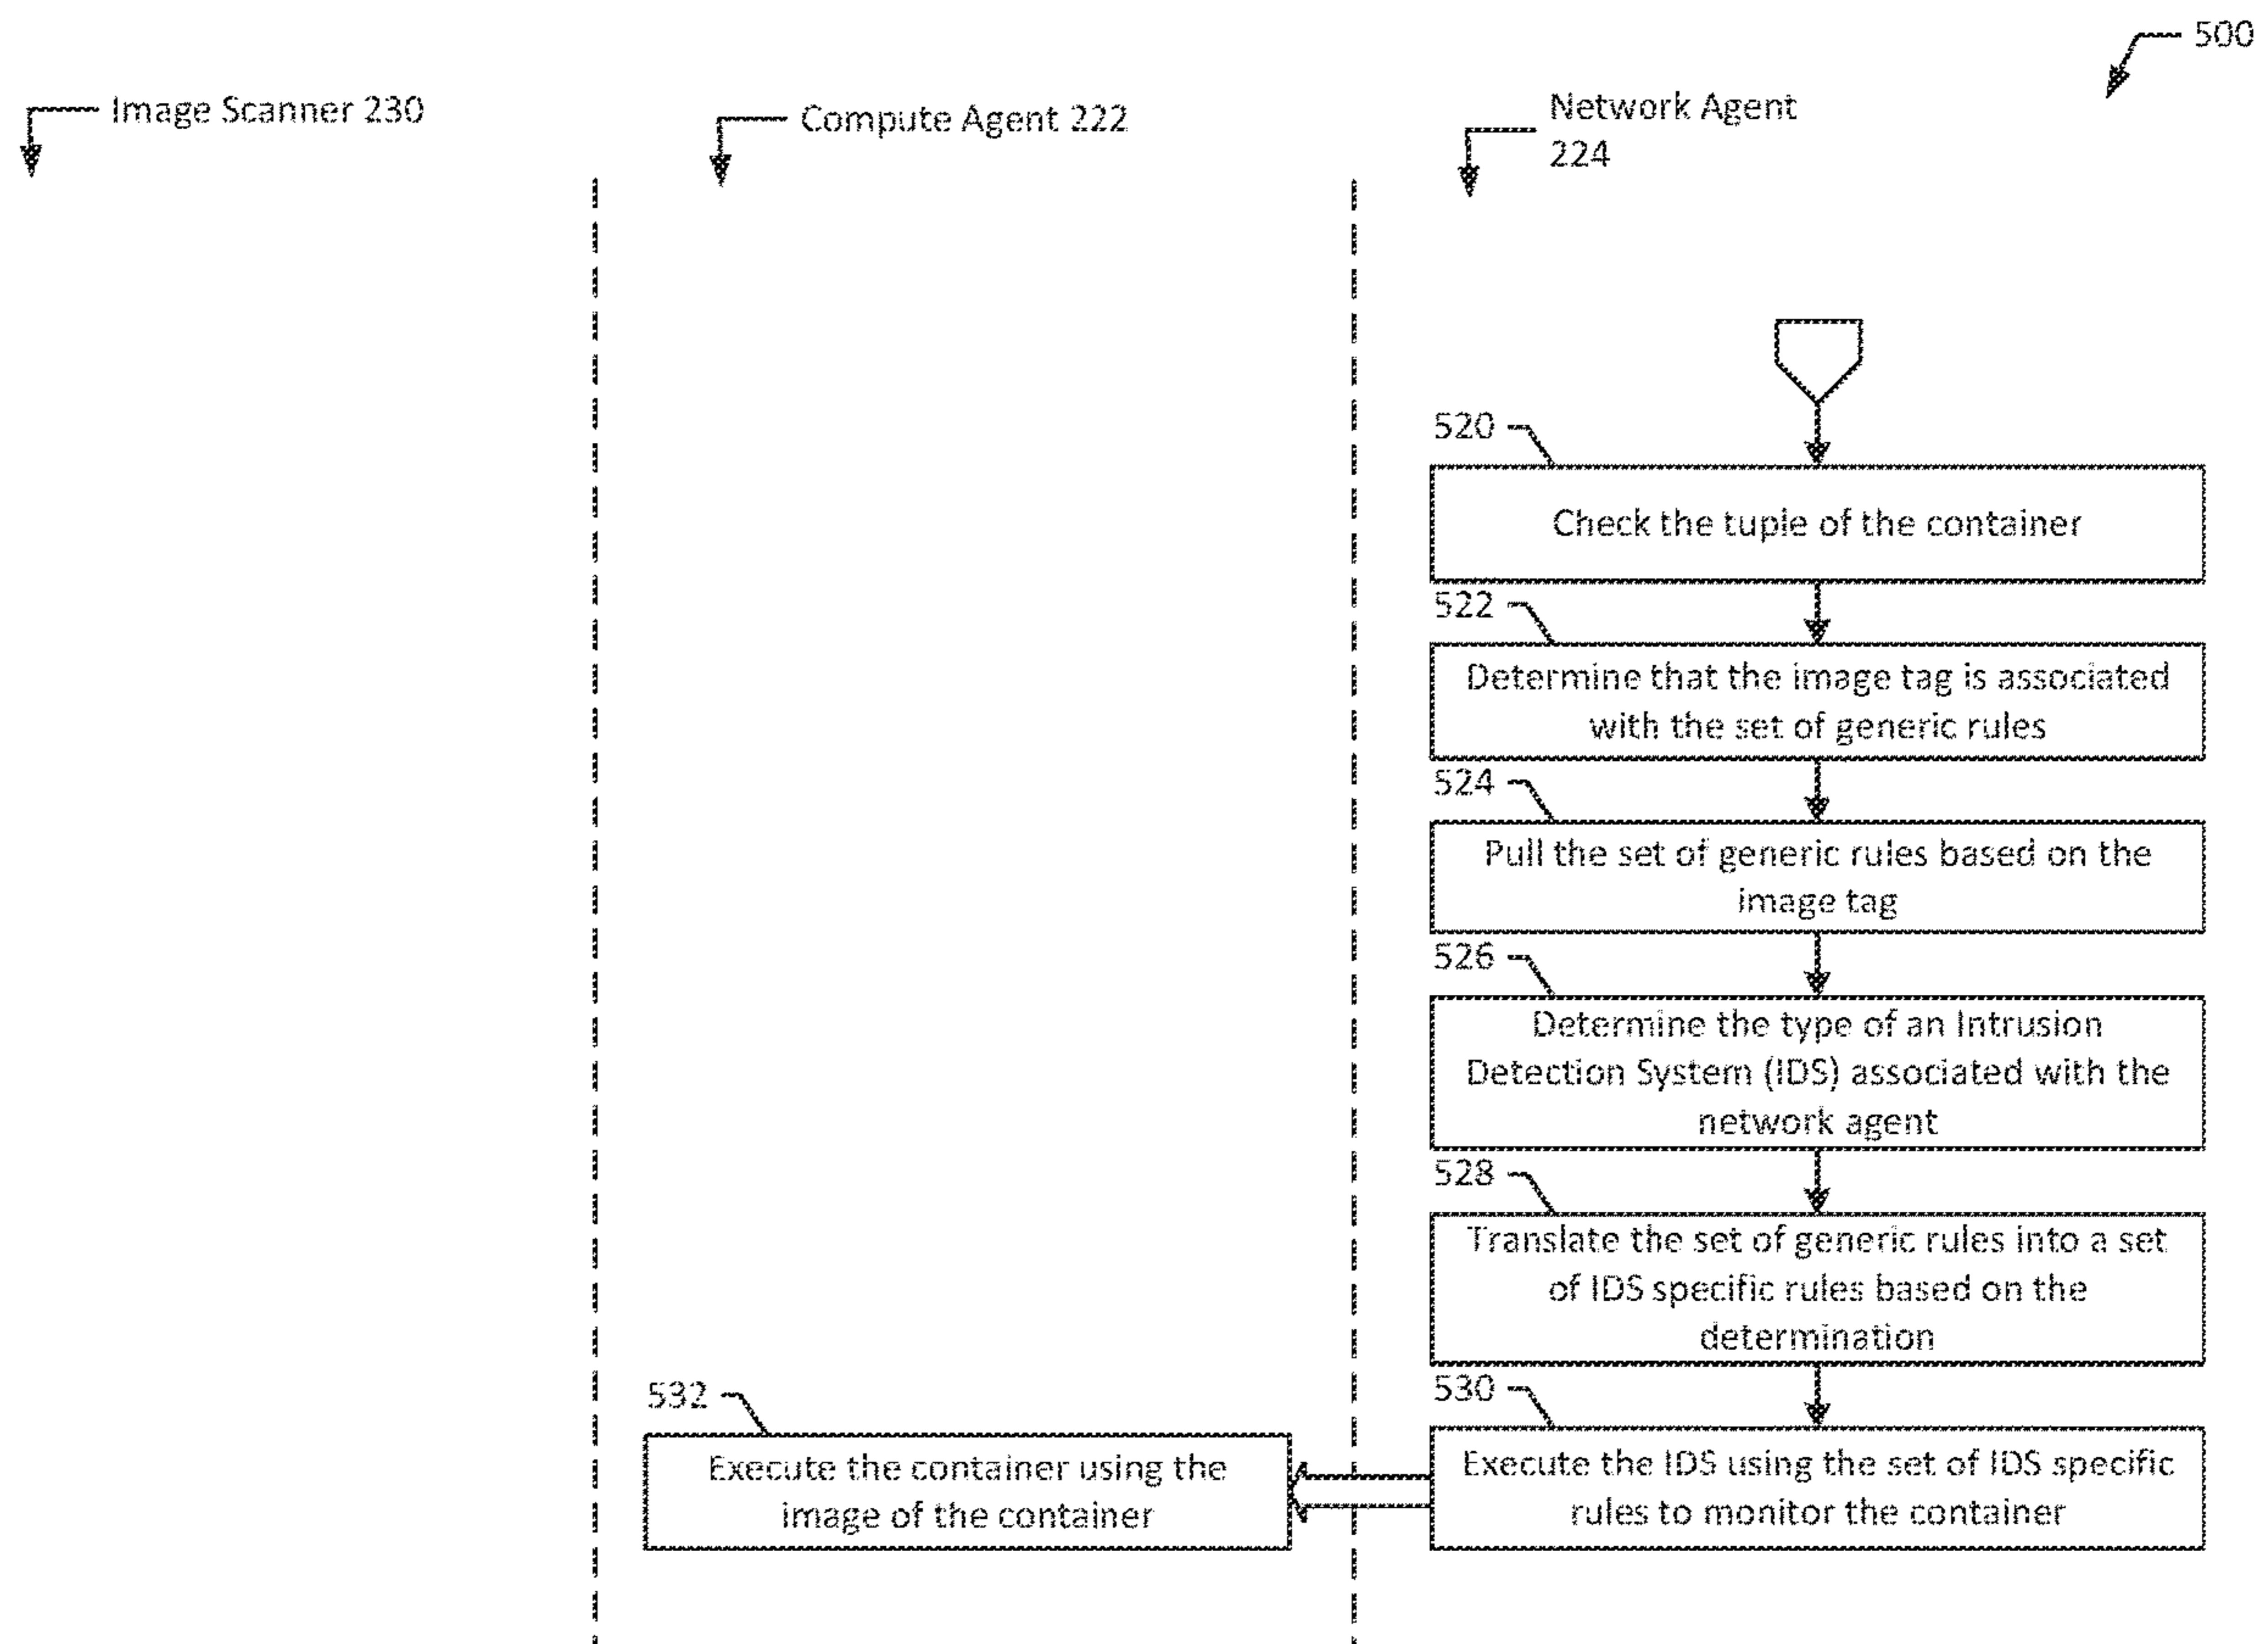 500
Image Scanner 230
Compute Agent 222
Network Agent
224
520
Check the tuple of the container
522
Determine that the image tag is associated
with the set of generic rules
524
Pull the set of generic rules based on the
image tag
526
Determine the type of an Intrusion
Detection System (IDS) associated with the
network agent
528
Translate the set of generic rules into a set
of IDS specific rules based on the
determination
530
Execute the IDS using the set of IDS specific
rules to monitor the container
532
Execute the container using the
image of the container